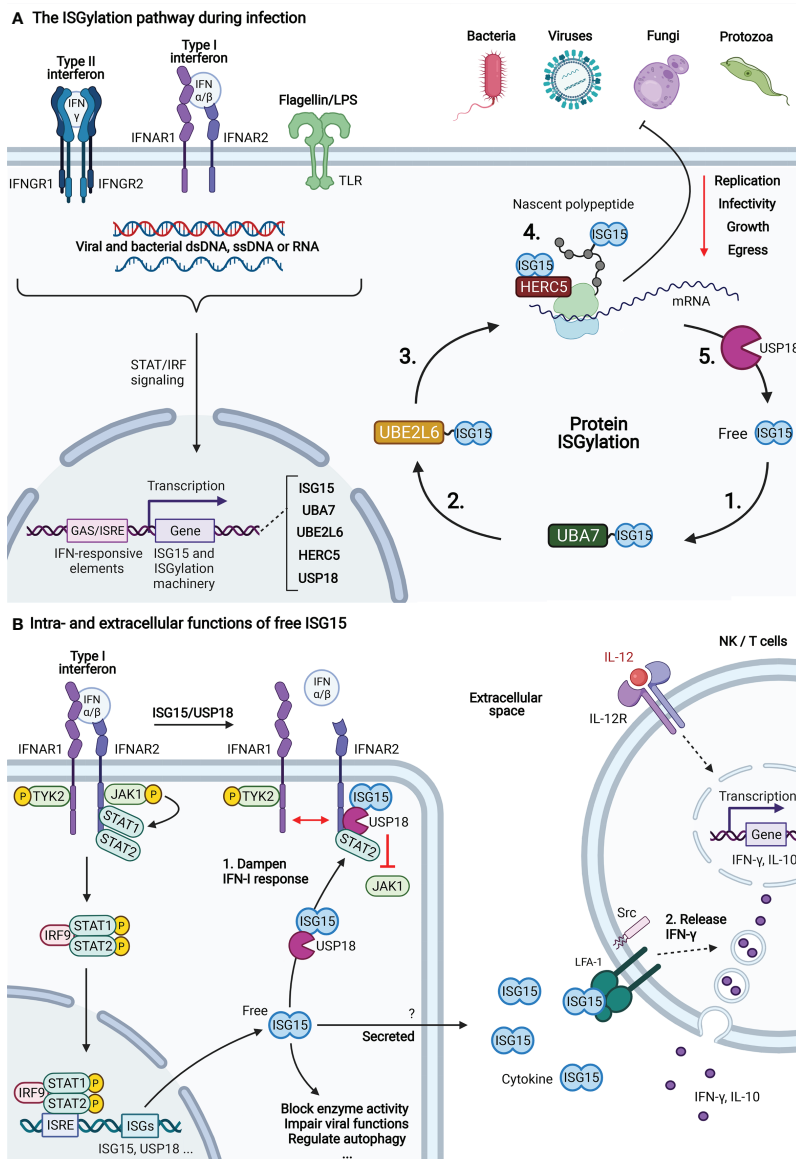 A The ISGylation pathway during infection
Type II
interferon
IFN
γ
IFNGR1
IFNGR2
Type I
interferon
IFN
α/β
IFNAR1
IFNAR2
Flagellin/LPS
TLR
Bacteria
Viruses
Fungi
Protozoa
Viral and bacterial dsDNA, ssDNA or RNA
STAT/IRF
signaling
Transcription
GAS/ISRE
Gene
IFN-responsive
elements
ISG15 and
ISGylation
machinery
ISG15
UBA7
UBE2L6
HERC5
USP18
Replication
Infectivity
Growth
Egress
Nascent polypeptide
4.
ISG15
ISG15
HERC5
mRNA
3.
5.
USP18
UBE2L6
ISG15
Protein
ISGylation
Free
ISG15
2.
1.
UBA7
ISG15
B Intra- and extracellular functions of free ISG15
Type I
interferon
IFN
α/β
IFNAR1
IFNAR2
ISG15/USP18
P
TYK2
JAK1
P
STAT1
STAT2
IFN
α/β
IFNAR1
IFNAR2
P
TYK2
ISG15
USP18
STAT2
JAK1
1. Dampen
IFN-I response
IRF9
STAT1
P
STAT2
P
ISG15
USP18
Free
ISG15
?
Secreted
IRF9
STAT1
P
STAT2
P
ISRE
ISGs
ISG15, USP18 ...
Block enzyme activity
Impair viral functions
Regulate autophagy
...
Extracellular
space
NK / T cells
IL-12
IL-12R
Transcription
Gene
IFN-γ, IL-10
Src
LFA-1
2. Release
IFN-γ
ISG15
ISG15
ISG15
Cytokine
ISG15
IFN-γ, IL-10